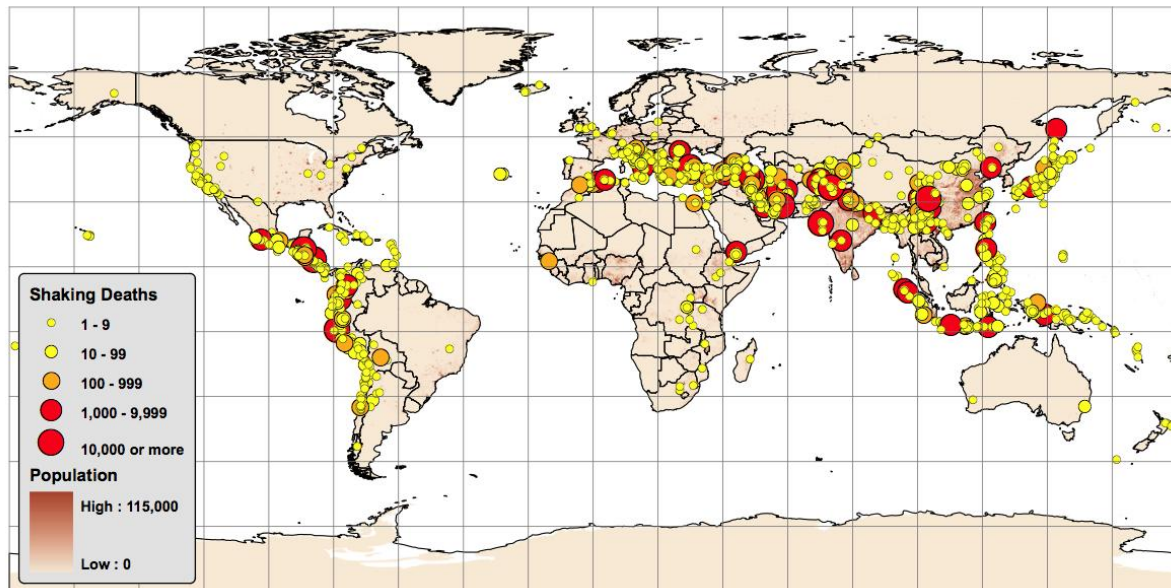 Shaking Deaths
1 - 9
10 - 99
100 - 999
1,000 - 9,999
10,000 or more
Population
High : 115,000
Low : 0